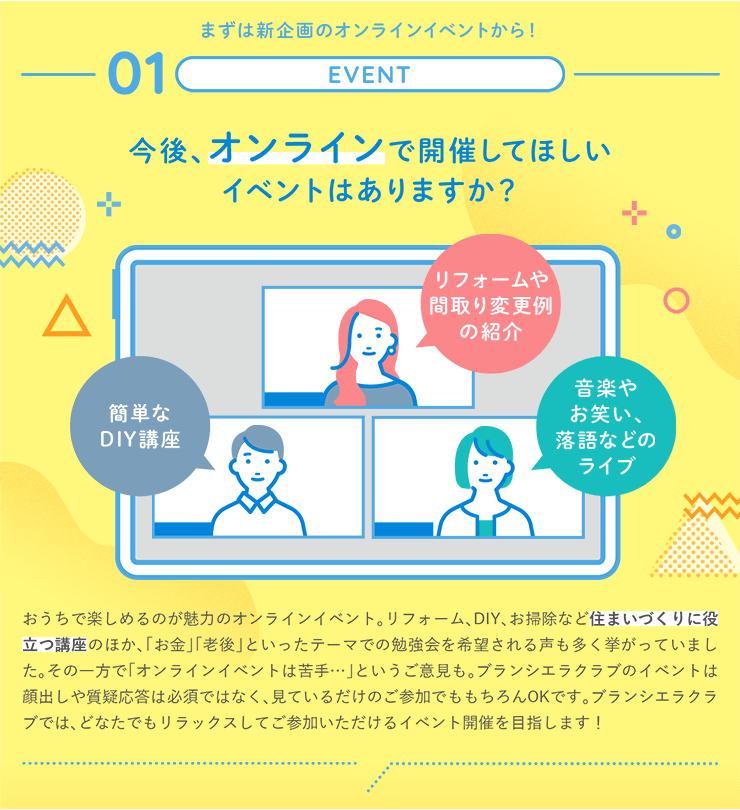 まずは新企画のオンラインイベントから！
01
EVENT
今後、オンラインで開催してほしい
イベントはありますか？
リフォームや
間取り変更例
の紹介
簡単な
DIY講座
音楽や
お笑い、
落語などの
ライブ
おうちで楽しめるのが魅力のオンラインイベント。リフォーム、DIY、お掃除など住まいづくりに役
立つ講座のほか、「お金」「老後」といったテーマでの勉強会を希望される声も多く挙がっていまし
た。その一方で「オンラインイベントは苦手…」というご意見も。ブランシエラクラブのイベントは
顔出しや質疑応答は必須ではなく、見ているだけのご参加でももちろんOKです。ブランシエラクラ
ブでは、どなたでもリラックスしてご参加いただけるイベント開催を目指します！